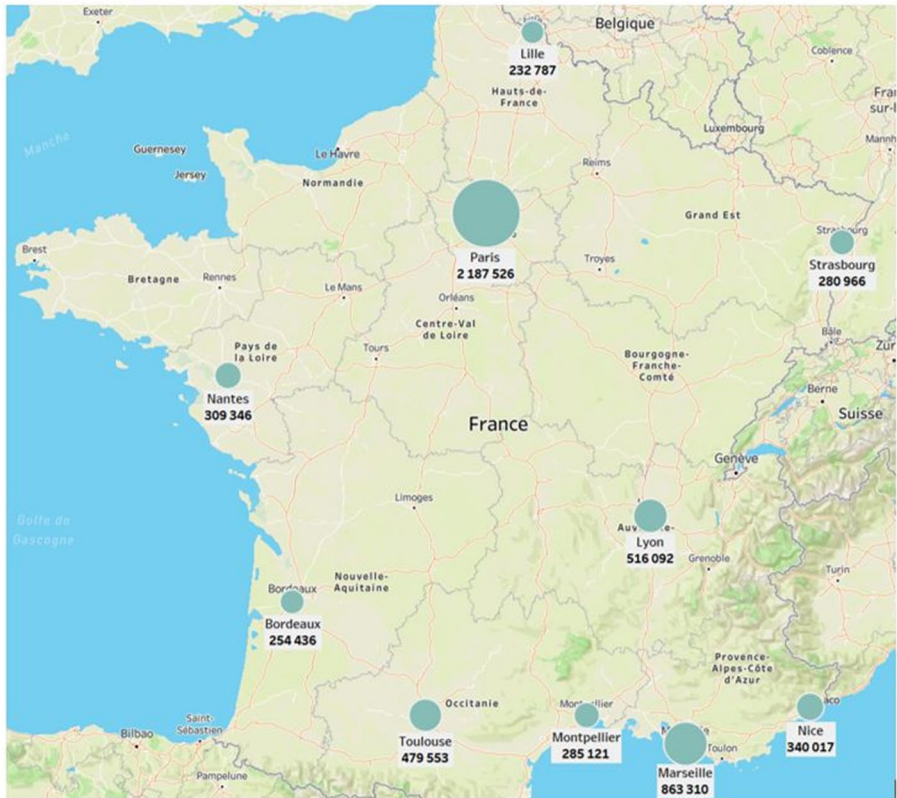 Exeter
Belgique
Lille
232 787
Coblence
Hauts-de-
France
Luxembourg
Manche
Guernesey
Jersey
Le Havre
Normandie
Reims
Grand Est
Paris
2 187 526
Troyes
Strasbourg
280 966
Brest
Bretagne
Rennes
Le Mans
Orléans
Centre-Val
de Loire
Tours
Pays de
la Loire
Nantes
309 346
Bourgogne-
Franche-
Comté
Bâle
Berne
Suisse
France
Genève
Limoges
Golfe de
Gascogne
Lyon
516 092
Grenoble
Turin
Bordeaux
Bordeaux
254 436
Nouvelle-
Aquitaine
Provence-
Alpes-Côte
d'Azur
Occitanie
Toulouse
479 553
Montpellier
285 121
Marseille
863 310
Toulon
Nice
340 017
Saint-
Sébastien
Bilbao
Pampelune